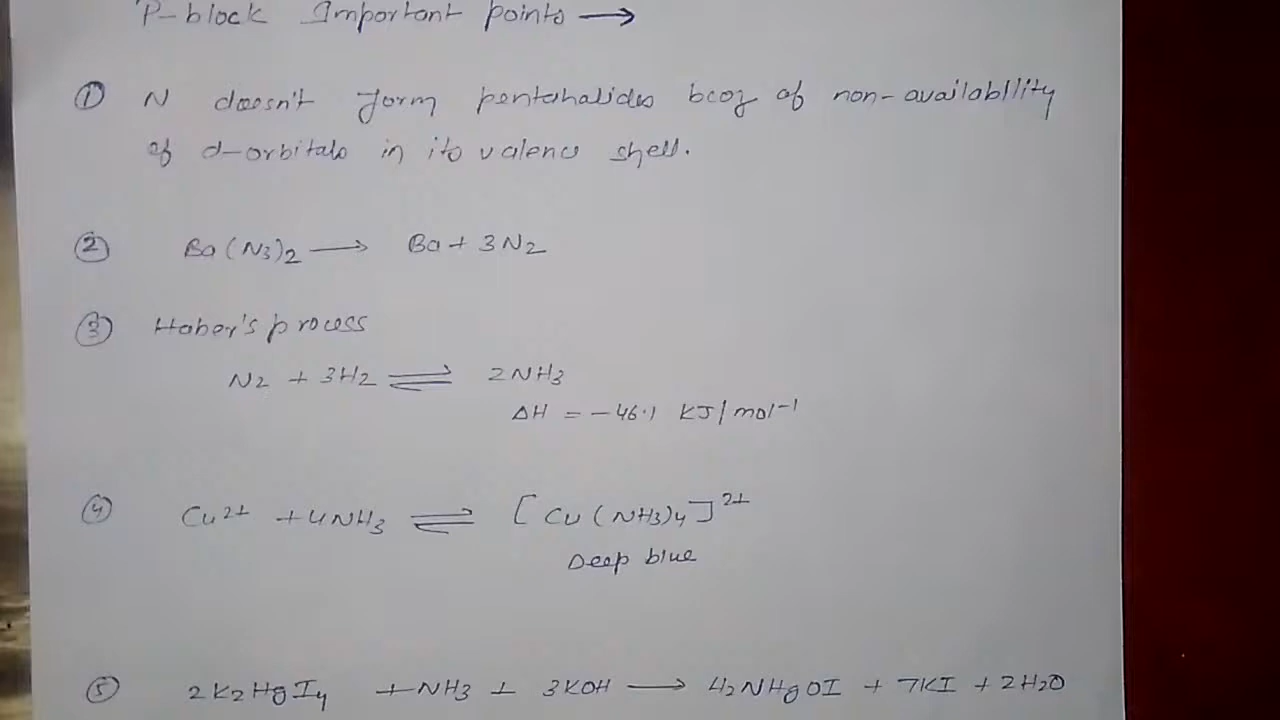 P-block Important points →
① N doesn't form pentahalides bcoz of non-availability
of d-orbitals in its valence shell.
② Ba(N3)2 → Ba + 3N2
③ Haber's process
N2 + 3H2 ⇌ 2NH3
ΔH = -46.1 KJ/mol-1
④ Cu2+ + 4NH3 ⇌ [Cu(NH3)4]2+
Deep blue
⑤ 2K2HgI4 + NH3 + 3KOH → H2NHgOI + 7KI + 2H2O